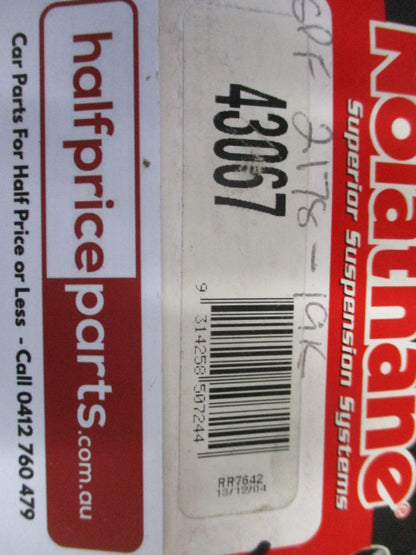 Nolathane®
Superior Suspension Systems
SPF 2178 - 19K
43067
9 314258 507244
RR7642
13/12/04
halfpriceparts.com.au
Car Parts For Half Price or Less - Call 0412 760 479